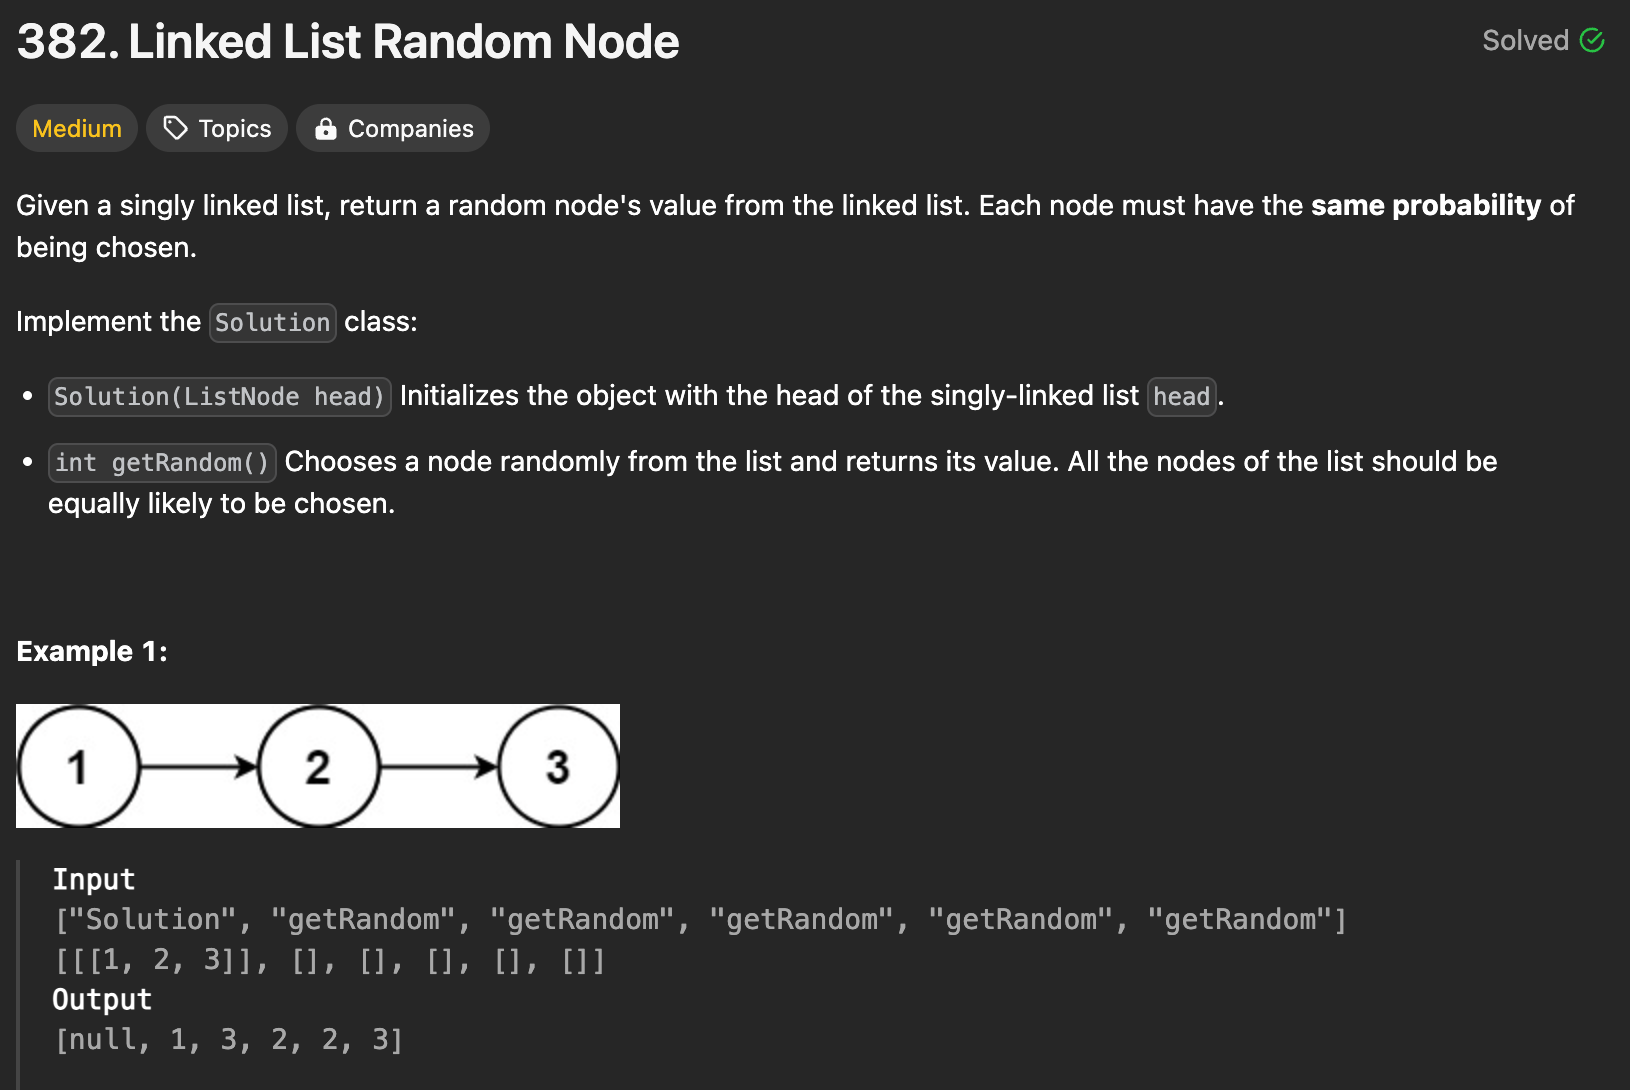 382. Linked List Random Node
Solved
Medium
Topics
Companies
Given a singly linked list, return a random node's value from the linked list. Each node must have the same probability of
being chosen.
Implement the Solution class:
• Solution(ListNode head) Initializes the object with the head of the singly-linked list head.
• int getRandom() Chooses a node randomly from the list and returns its value. All the nodes of the list should be
equally likely to be chosen.
Example 1:
1 2 3
Input
["Solution", "getRandom", "getRandom", "getRandom", "getRandom", "getRandom"]
[[[1, 2, 3]], [], [], [], [], []]
Output
[null, 1, 3, 2, 2, 3]